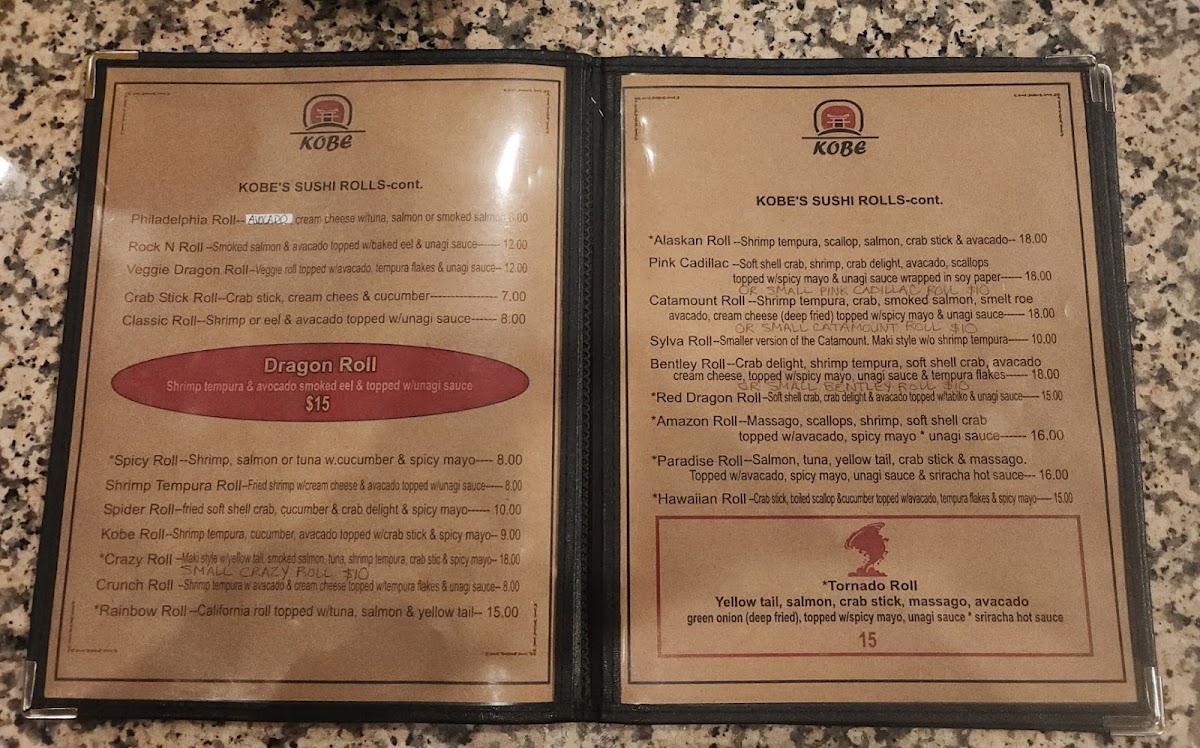 KOBE
KOBE'S SUSHI ROLLS-cont.
Philadelphia Roll--AVOCADO, cream cheese w/tuna, salmon or smoked salmon 8.00
Rock N Roll--Smoked salmon & avacado topped w/baked eel & unagi sauce------ 12.00
Veggie Dragon Roll--Veggie roll topped w/avacado, tempura flakes & unagi sauce-- 12.00
Crab Stick Roll--Crab stick, cream chees & cucumber---------------- 7.00
Classic Roll--Shrimp or eel & avacado topped w/unagi sauce------- 8.00
Dragon Roll
Shrimp tempura & avocado smoked eel & topped w/unagi sauce
$15
*Spicy Roll--Shrimp, salmon or tuna w.cucumber & spicy mayo---- 8.00
Shrimp Tempura Roll--Fried shrimp w/cream cheese & avacado topped w/unagi sauce----- 8.00
Spider Roll--fried soft shell crab, cucumber & crab delight & spicy mayo------ 10.00
Kobe Roll--Shrimp tempura, cucumber, avacado topped w/crab stick & spicy mayo-- 9.00
*Crazy Roll --Maki style w/yellow tail, smoked salmon, tuna, shrimp tempura, crab stic & spicy mayo-- 18.00
SMALL CRAZY ROLL $10
Crunch Roll --Shrimp tempura w avacado & cream cheese topped w/tempura flakes & unagi sauce-- 8.00
*Rainbow Roll --California roll topped w/tuna, salmon & yellow tail-- 15.00
KOBE
KOBE'S SUSHI ROLLS-cont.
*Alaskan Roll --Shrimp tempura, scallop, salmon, crab stick & avacado-- 18.00
Pink Cadillac --Soft shell crab, shrimp, crab delight, avacado, scallops
topped w/spicy mayo & unagi sauce wrapped in soy paper----- 18.00
OR SMALL PINK CADILLAC ROLL $10
Catamount Roll --Shrimp tempura, crab, smoked salmon, smelt roe
avacado, cream cheese (deep fried) topped w/spicy mayo & unagi sauce----- 18.00
OR SMALL CATAMOUNT ROLL $10
Sylva Roll--Smaller version of the Catamount. Maki style w/o shrimp tempura----- 10.00
Bentley Roll--Crab delight, shrimp tempura, soft shell crab, avacado
cream cheese, topped w/spicy mayo, unagi sauce & tempura flakes----- 18.00
OR SMALL BENTLEY ROLL $10
*Red Dragon Roll--Soft shell crab, crab delight & avacado topped w/tabiko & unagi sauce----- 15.00
*Amazon Roll--Massago, scallops, shrimp, soft shell crab
topped w/avacado, spicy mayo * unagi sauce------ 16.00
*Paradise Roll--Salmon, tuna, yellow tail, crab stick & massago.
Topped w/avacado, spicy mayo, unagi sauce & sriracha hot sauce--- 16.00
*Hawaiian Roll --Crab stick, boiled scallop &cucumber topped w/avacado, tempura flakes & spicy mayo---- 15.00
*Tornado Roll
Yellow tail, salmon, crab stick, massago, avacado
green onion (deep fried), topped w/spicy mayo, unagi sauce * sriracha hot sauce
15